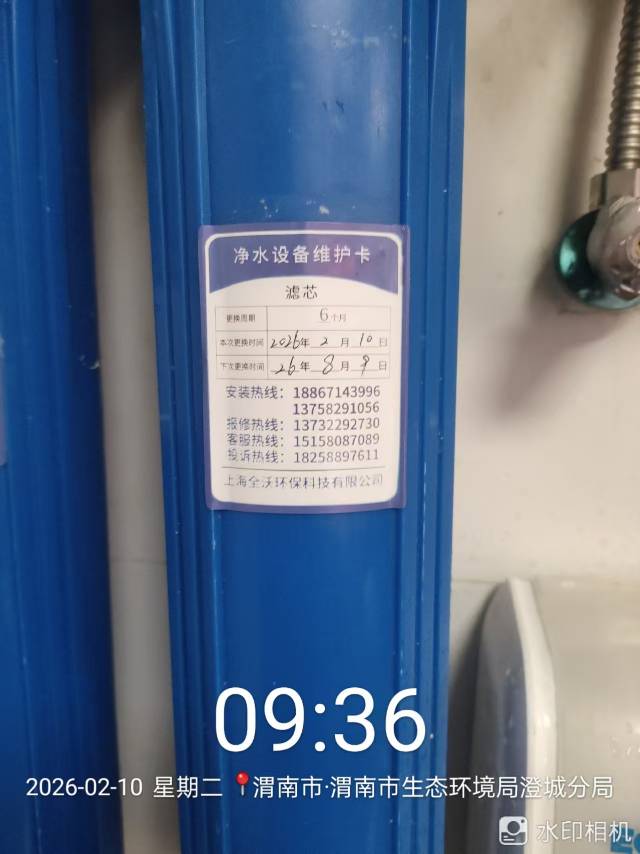 净水设备维护卡
滤芯
更换周期 6个月
本次更换时间 2026年2月10日
下次更换时间 26年8月9日
安装热线：18867143996
13758291056
报修热线：13732292730
客服热线：15158087089
投诉热线：18258897611
上海全沃环保科技有限公司
09:36
2026-02-10 星期二 渭南市·渭南市生态环境局澄城分局
水印相机